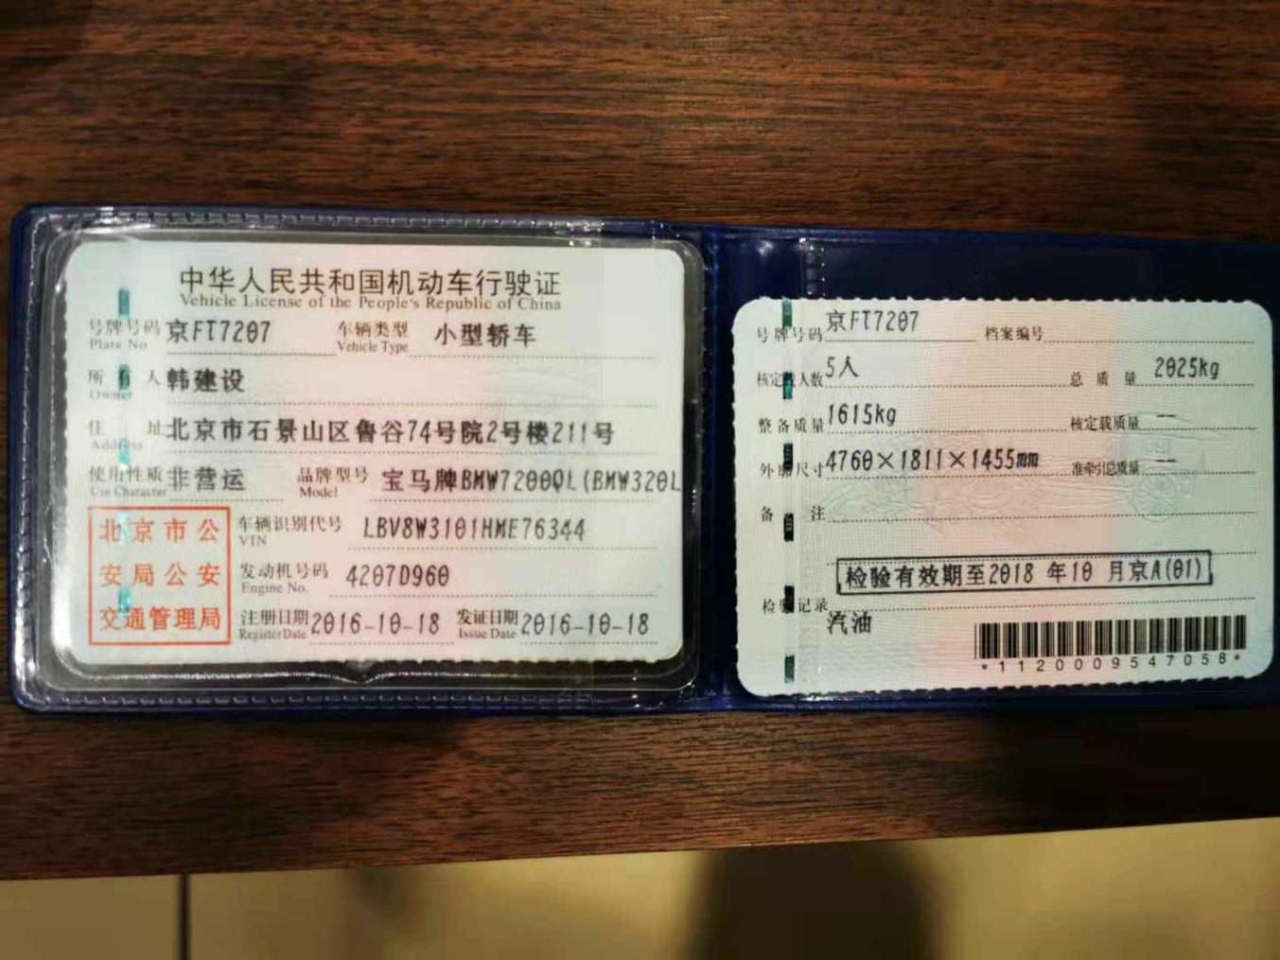 中华人民共和国机动车行驶证
Vehicle License of the People's Republic of China
号牌号码 京FT7207 车辆类型 小型轿车
Plate No Vehicle Type
所有人 韩建设
Owner
住址 北京市石景山区鲁谷74号院2号楼211号
Address
使用性质 非营运 品牌型号 宝马牌BMW7200QL(BMW320L
Use Character Model
北京市公安局公安交通管理局
车辆识别代号 LBV8W3101HME76344
VIN
发动机号码 4207D960
Engine No.
注册日期 2016-10-18 发证日期 2016-10-18
Register Date Issue Date
号牌号码 京FT7207 档案编号
核定载人数 5人 总质量 2025kg
整备质量 1615kg 核定载质量 --
外廓尺寸 4760×1811×1455mm 准牵引总质量 --
备注
检验有效期至2018 年10 月京A(01)
检验记录
汽油
*1120009547058*